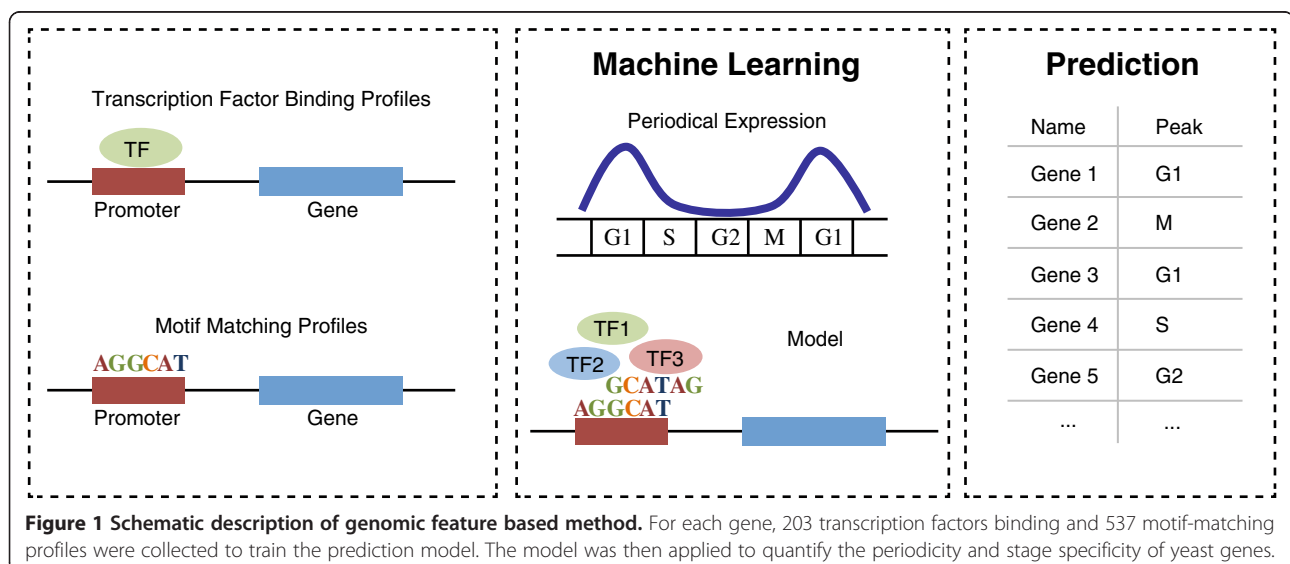 Transcription Factor Binding Profiles
TF
Promoter
Gene
Motif Matching Profiles
AGGCAT
Promoter
Gene
Machine Learning
Periodical Expression
G1 S G2 M G1
TF1
Model
TF2
TF3
GCATAG
AGGCAT
Prediction
Name Peak
Gene 1 G1
Gene 2 M
Gene 3 G1
Gene 4 S
Gene 5 G2
... ...
Figure 1 Schematic description of genomic feature based method. For each gene, 203 transcription factors binding and 537 motif-matching
profiles were collected to train the prediction model. The model was then applied to quantify the periodicity and stage specificity of yeast genes.